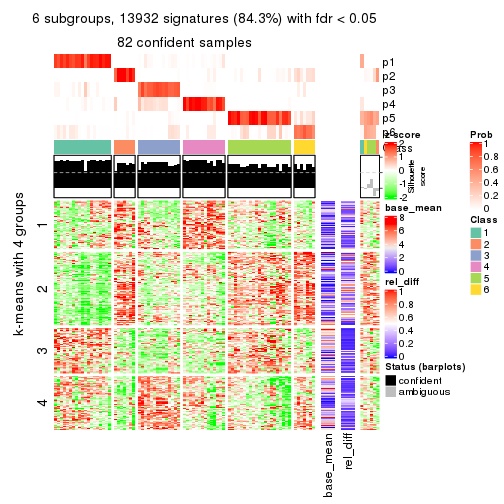 6 subgroups, 13932 signatures (84.3%) with fdr < 0.05
82 confident samples
p1
p2
p3
p4
p5
p6
Class
Silhouette
score
k-means with 4 groups
1
2
3
4
base_mean
rel_diff
z-score
2
1
0
-1
-2
base_mean
8
6
4
2
0
rel_diff
1
0.8
0.6
0.4
0.2
0
Status (barplots)
confident
ambiguous
Prob
1
0.8
0.6
0.4
0.2
0
Class
1
2
3
4
5
6